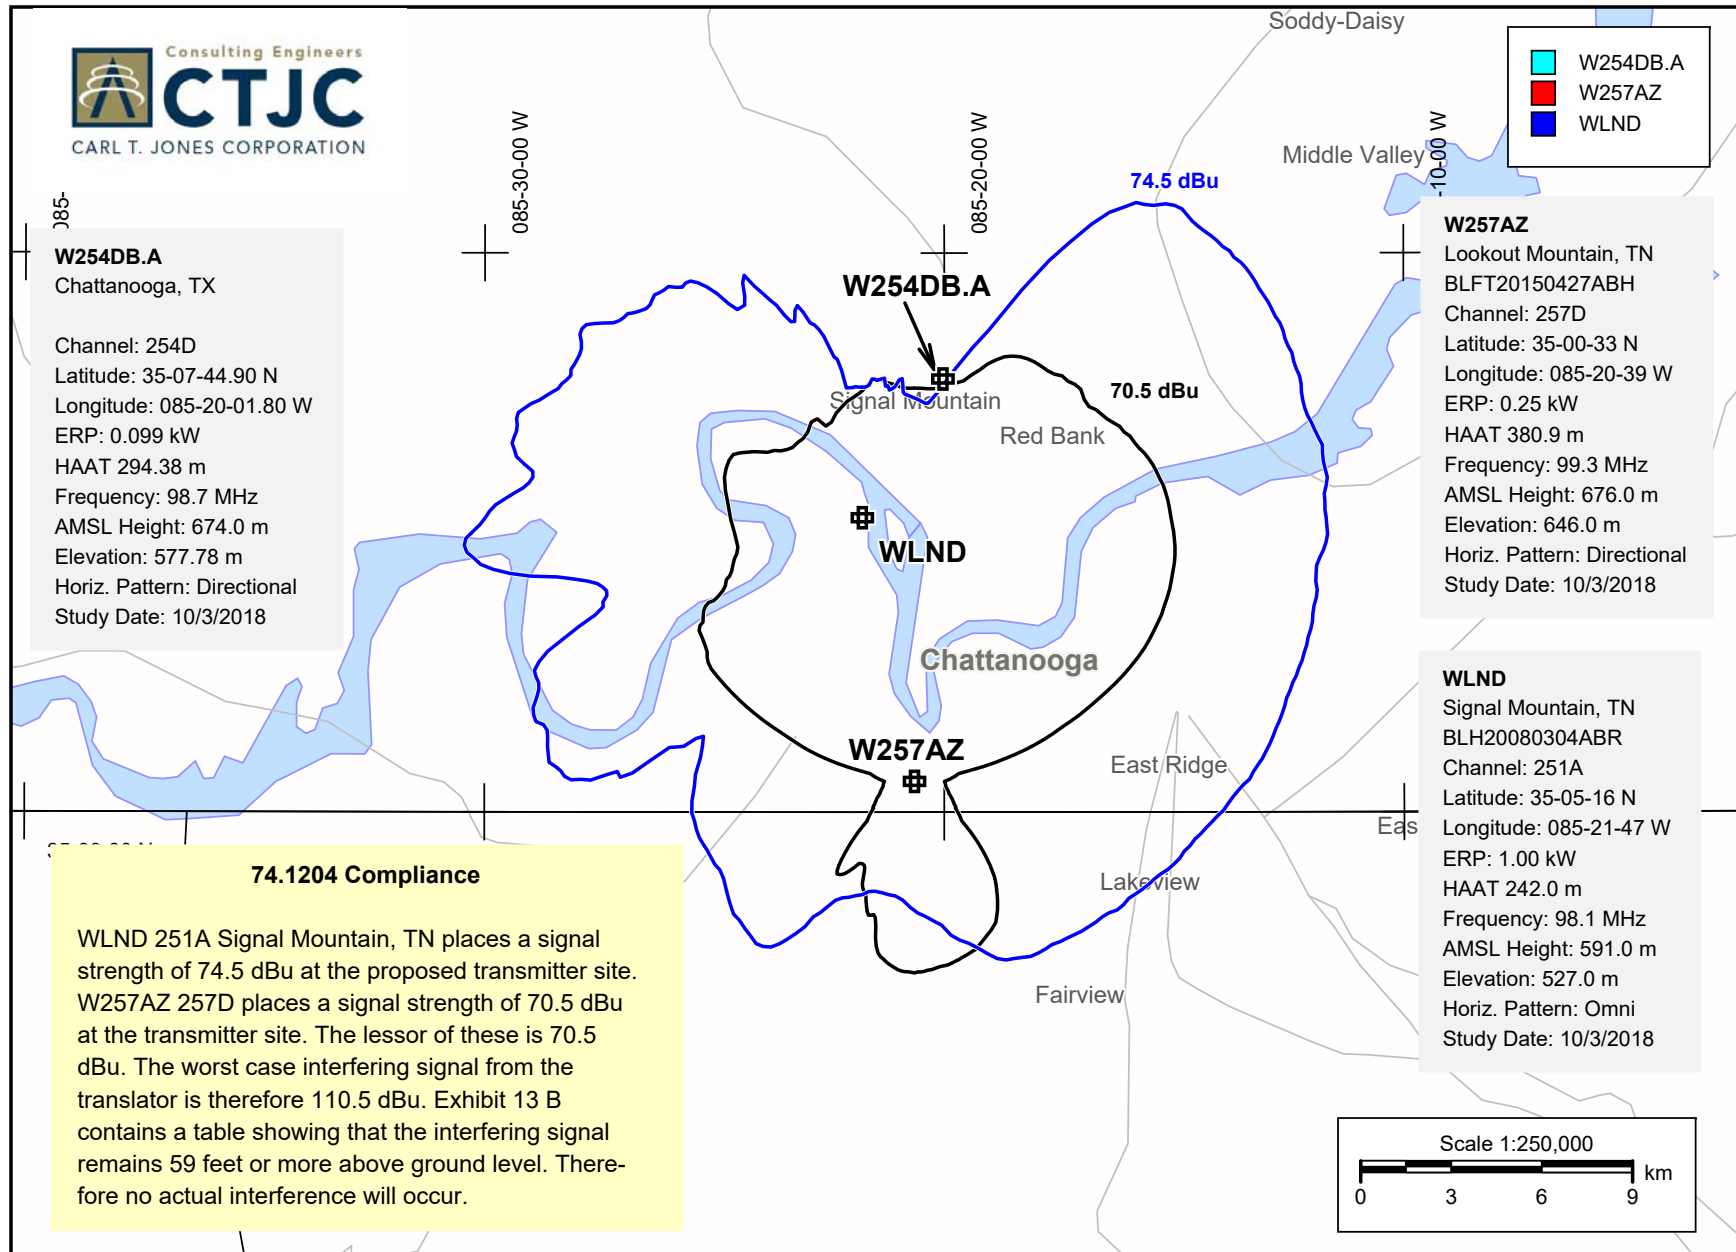 Consulting Engineers
CTJC
CARL T. JONES CORPORATION
Soddy-Daisy
W254DB.A
W257AZ
WLND
Middle Valley
085-
085-30-00 W
085-20-00 W
-10-00 W
74.5 dBu
W254DB.A
Chattanooga, TX
Channel: 254D
Latitude: 35-07-44.90 N
Longitude: 085-20-01.80 W
ERP: 0.099 kW
HAAT 294.38 m
Frequency: 98.7 MHz
AMSL Height: 674.0 m
Elevation: 577.78 m
Horiz. Pattern: Directional
Study Date: 10/3/2018
W254DB.A
70.5 dBu
Signal Mountain
Red Bank
WLND
Chattanooga
W257AZ
East Ridge
Lakeview
Fairview
Eas
W257AZ
Lookout Mountain, TN
BLFT20150427ABH
Channel: 257D
Latitude: 35-00-33 N
Longitude: 085-20-39 W
ERP: 0.25 kW
HAAT 380.9 m
Frequency: 99.3 MHz
AMSL Height: 676.0 m
Elevation: 646.0 m
Horiz. Pattern: Directional
Study Date: 10/3/2018
WLND
Signal Mountain, TN
BLH20080304ABR
Channel: 251A
Latitude: 35-05-16 N
Longitude: 085-21-47 W
ERP: 1.00 kW
HAAT 242.0 m
Frequency: 98.1 MHz
AMSL Height: 591.0 m
Elevation: 527.0 m
Horiz. Pattern: Omni
Study Date: 10/3/2018
74.1204 Compliance
WLND 251A Signal Mountain, TN places a signal
strength of 74.5 dBu at the proposed transmitter site.
W257AZ 257D places a signal strength of 70.5 dBu
at the transmitter site. The lessor of these is 70.5
dBu. The worst case interfering signal from the
translator is therefore 110.5 dBu. Exhibit 13 B
contains a table showing that the interfering signal
remains 59 feet or more above ground level. There-
fore no actual interference will occur.
Scale 1:250,000
km
0 3 6 9